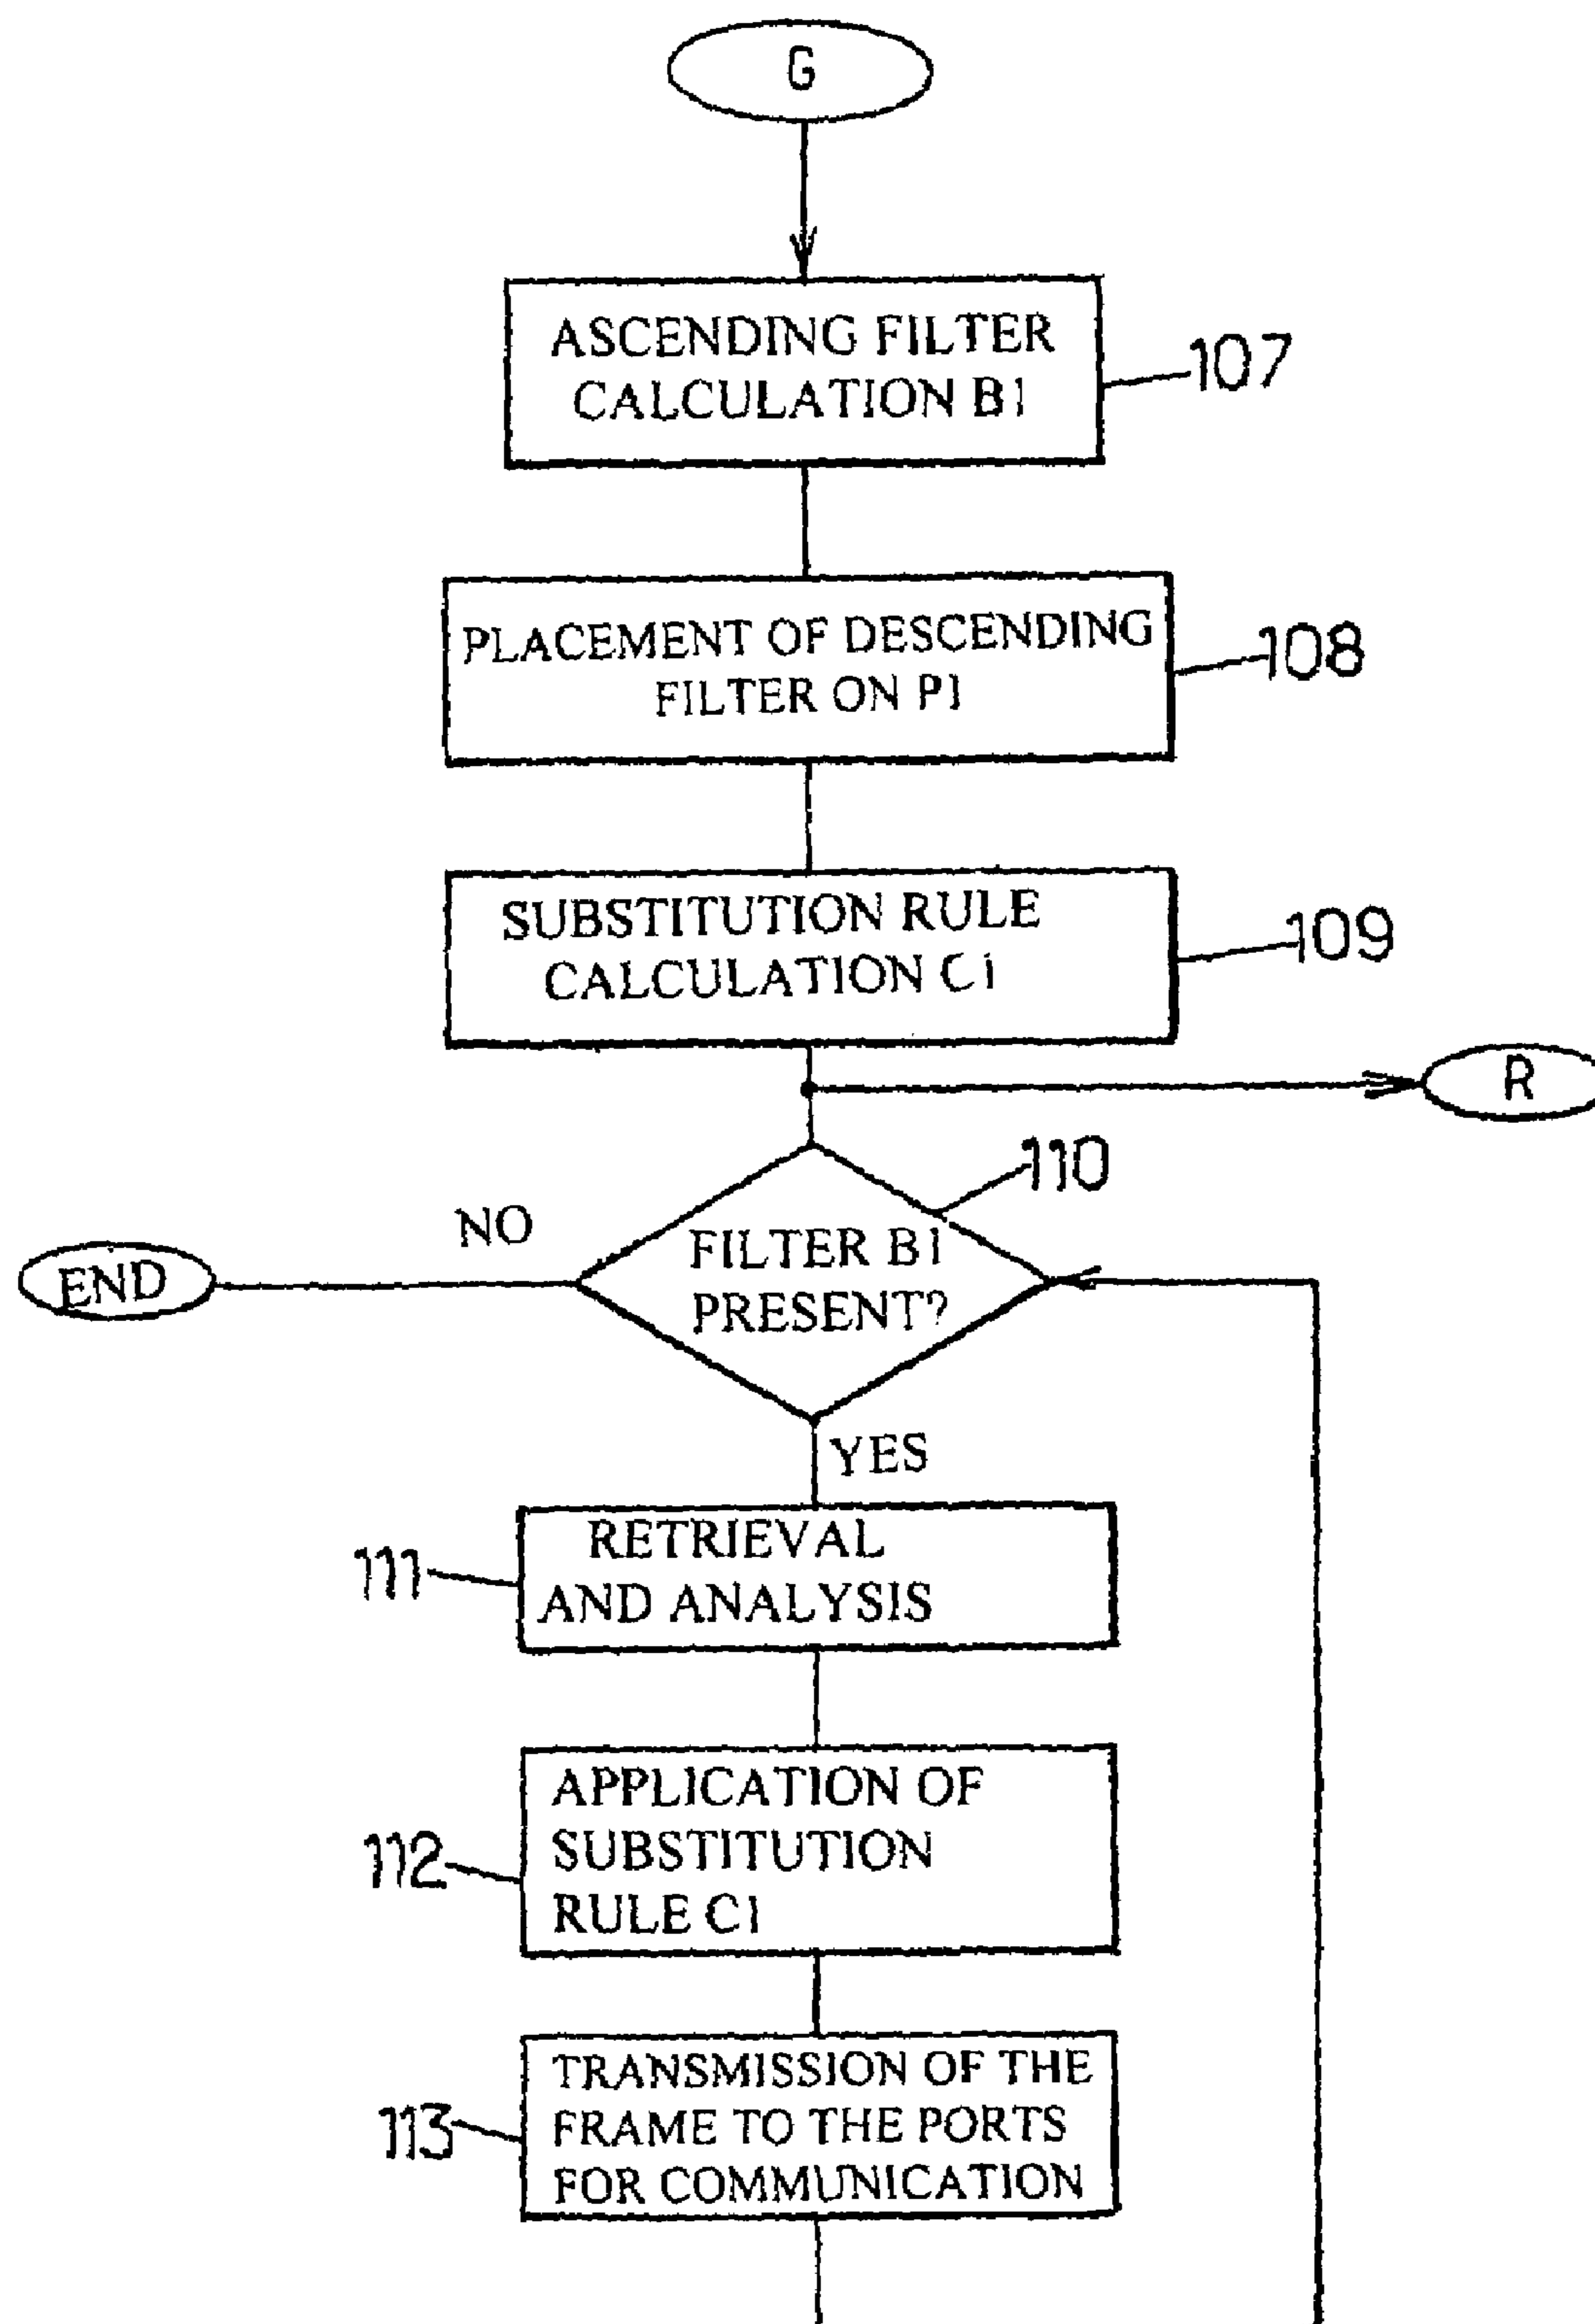 G
ASCENDING FILTER
CALCULATION B1
107
PLACEMENT OF DESCENDING
FILTER ON P1
108
SUBSTITUTION RULE
CALCULATION C1
109
R
110
NO
FILTER B1
PRESENT?
END
YES
RETRIEVAL
AND ANALYSIS
111
APPLICATION OF
SUBSTITUTION
RULE C1
112
TRANSMISSION OF THE
FRAME TO THE PORTS
FOR COMMUNICATION
113